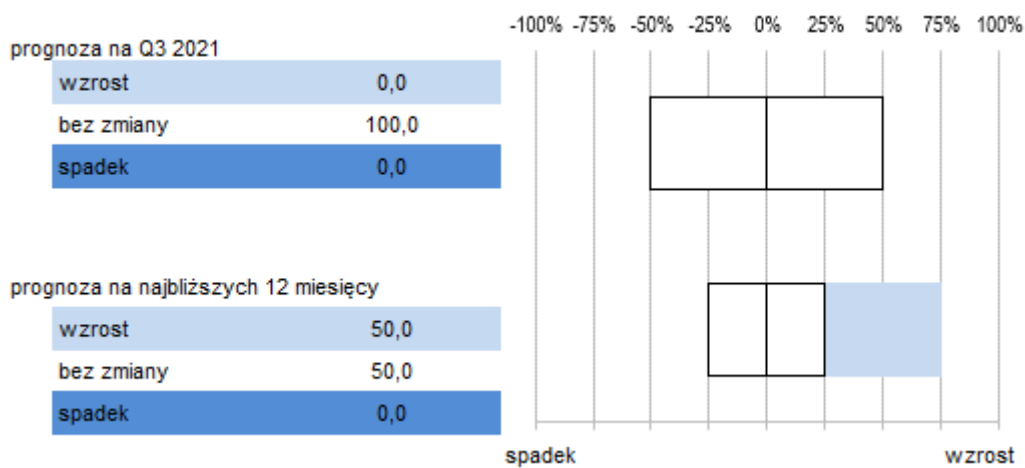 -100% -75% -50% -25% 0% 25% 50% 75% 100%
prognoza na Q3 2021
wzrost 0,0
bez zmiany 100,0
spadek 0,0
prognoza na najbliższych 12 miesięcy
wzrost 50,0
bez zmiany 50,0
spadek 0,0
spadek wzrost